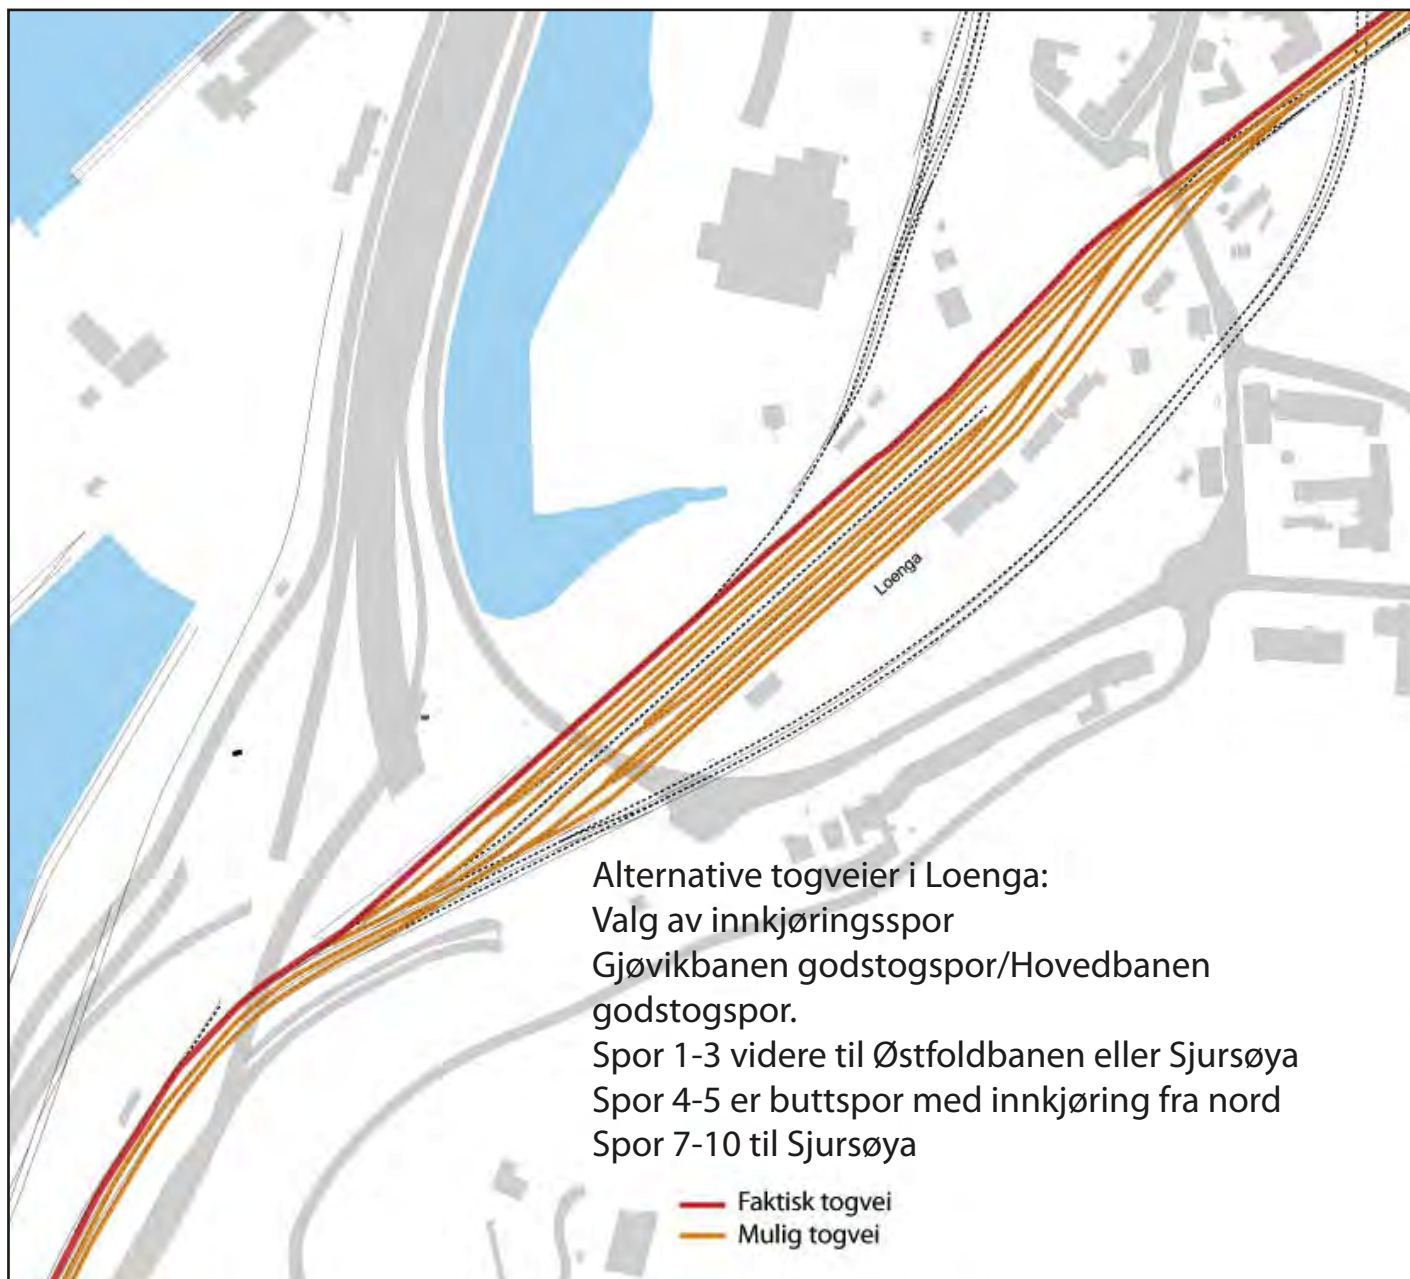 Loenga
Alternative togveier i Loenga:
Valg av innkjøringsspor
Gjøvikbanen godstogspor/Hovedbanen
godstogspor.
Spor 1-3 videre til Østfoldbanen eller Sjursøya
Spor 4-5 er buttspor med innkjøring fra nord
Spor 7-10 til Sjursøya
Faktisk togvei
Mulig togvei